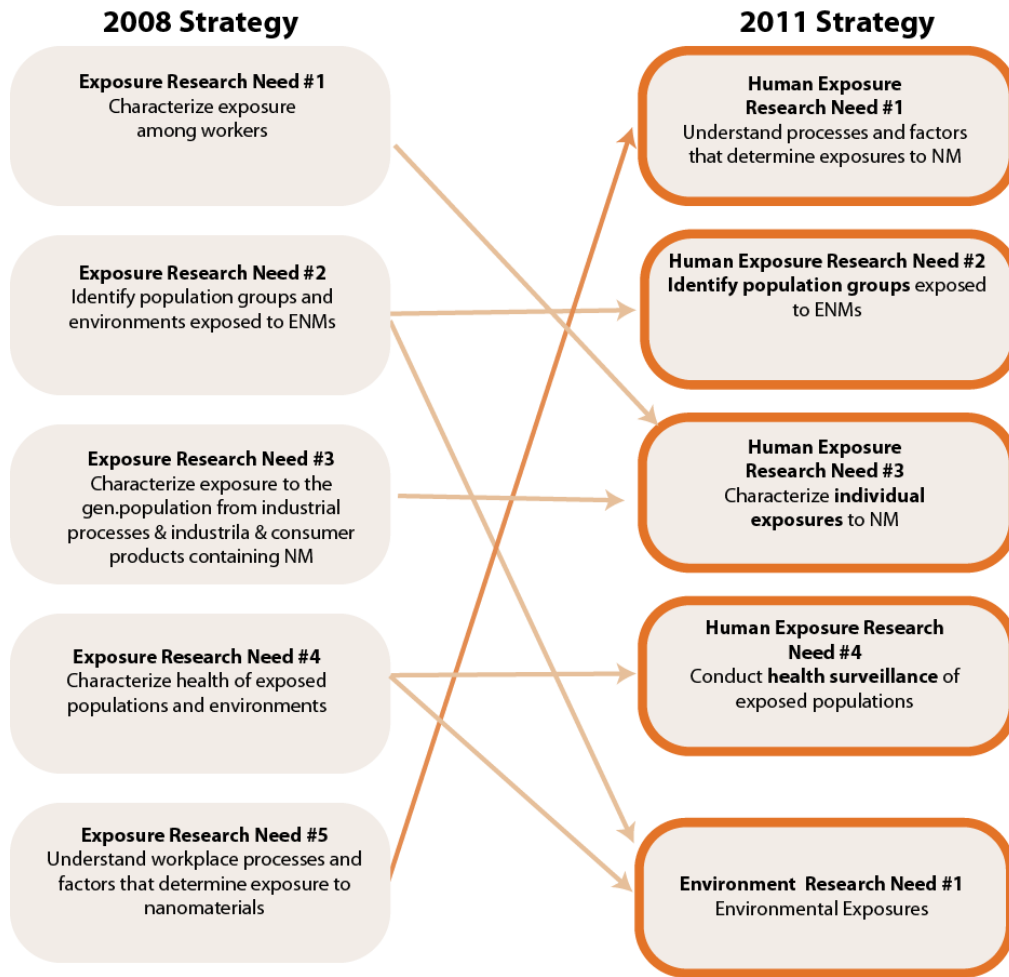 2008 Strategy
Exposure Research Need #1
Characterize exposure
among workers
Exposure Research Need #2
Identify population groups and
environments exposed to ENMs
Exposure Research Need #3
Characterize exposure to the
gen.population from industrial
processes & industrila & consumer
products containing NM
Exposure Research Need #4
Characterize health of exposed
populations and environments
Exposure Research Need #5
Understand workplace processes and
factors that determine exposure to
nanomaterials
2011 Strategy
Human Exposure
Research Need #1
Understand processes and factors
that determine exposures to NM
Human Exposure Research Need #2
Identify population groups exposed
to ENMs
Human Exposure
Research Need #3
Characterize individual
exposures to NM
Human Exposure Research
Need #4
Conduct health surveillance of
exposed populations
Environment Research Need #1
Environmental Exposures